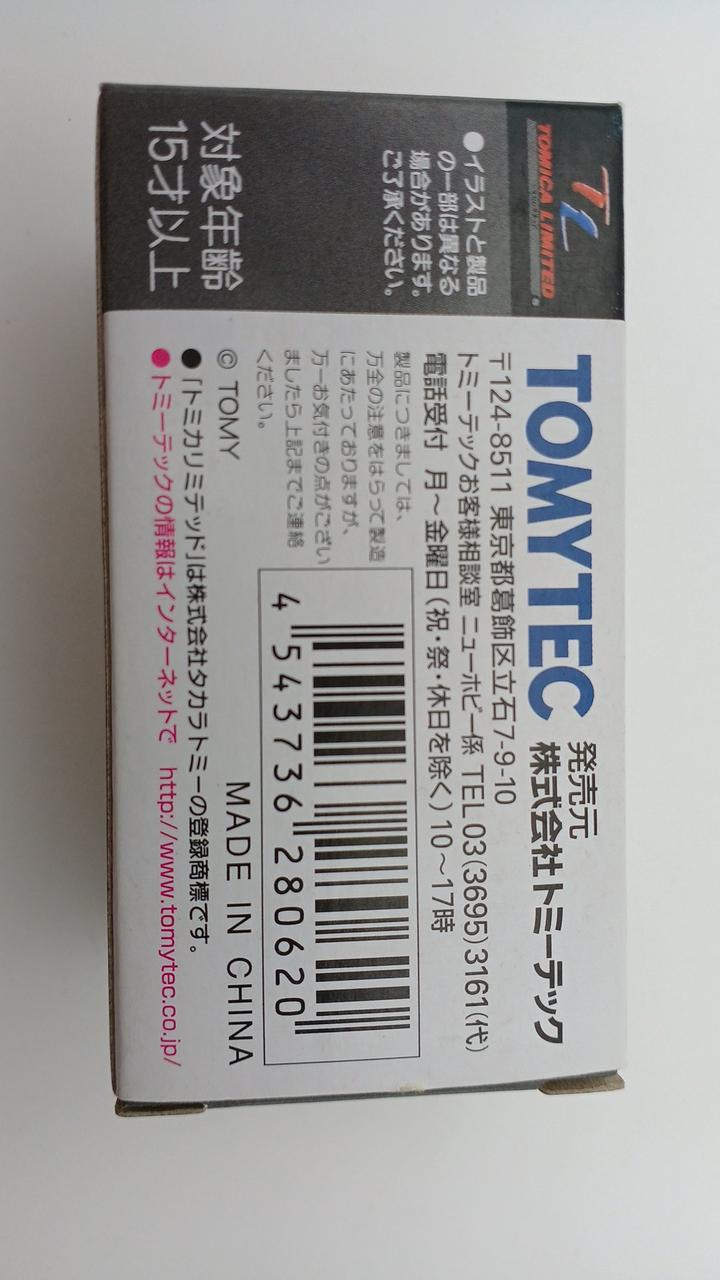 TL
TOMICA LIMITED
●イラストと製品
の一部は異なる
場合があります。
ご了承ください。
対象年齢
15才以上
TOMYTEC 発売元
株式会社トミーテック
〒124-8511 東京都葛飾区立石7-9-10
トミーテックお客様相談室 ニューホビー係 TEL 03(3695)3161(代)
電話受付 月～金曜日(祝・祭・休日を除く)10～17時
製品につきましては、
万全の注意をはらって製造
にあたっておりますが、
万一お気付きの点がござい
ましたら上記までご連絡
ください。
4 543736 280620
© TOMY
MADE IN CHINA
●「トミカリミテッド」は株式会社タカラトミーの登録商標です。
●トミーテックの情報はインターネットで http://www.tomytec.co.jp/